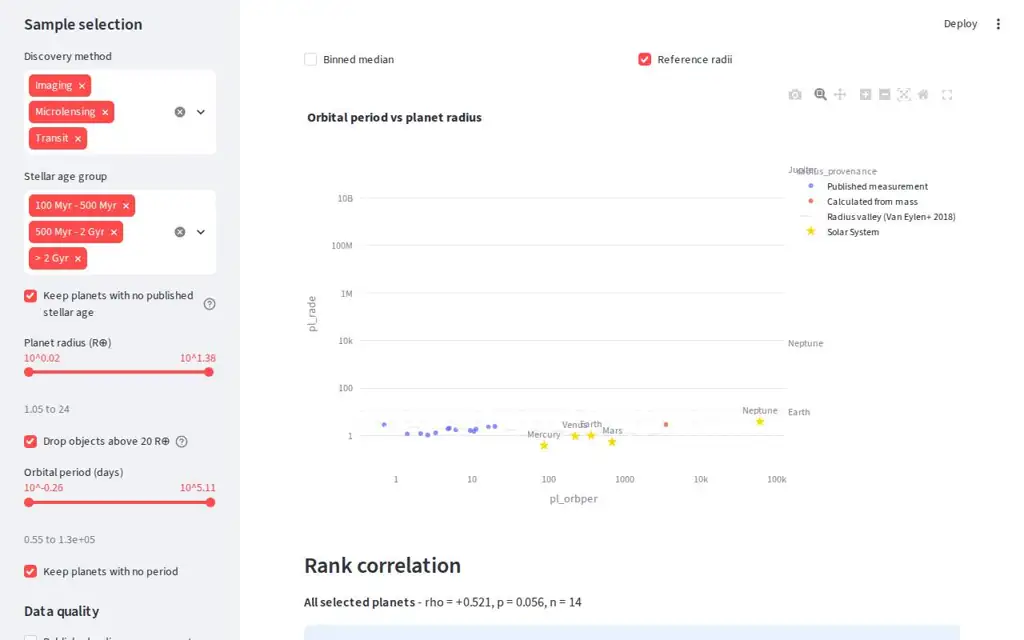 Sample selection
Discovery method
Imaging ×
Microlensing ×
Transit ×
Stellar age group
100 Myr - 500 Myr ×
500 Myr - 2 Gyr ×
> 2 Gyr ×
Keep planets with no published
stellar age
Planet radius (R⊕)
10^0.02 10^1.38
1.05 to 24
Drop objects above 20 R⊕
Orbital period (days)
10^-0.26 10^5.11
0.55 to 1.3e+05
Keep planets with no period
Data quality
Deploy
Binned median
Reference radii
Orbital period vs planet radius
Jupiter
radius_provenance
Published measurement
Calculated from mass
Radius valley (Van Eylen+ 2018)
Solar System
10B
100M
1M
10k
100
1
pl_rade
Neptune
Earth
Neptune
Mercury
Venus
Earth
Mars
1 10 100 1000 10k 100k
pl_orbper
Rank correlation
All selected planets - rho = +0.521, p = 0.056, n = 14